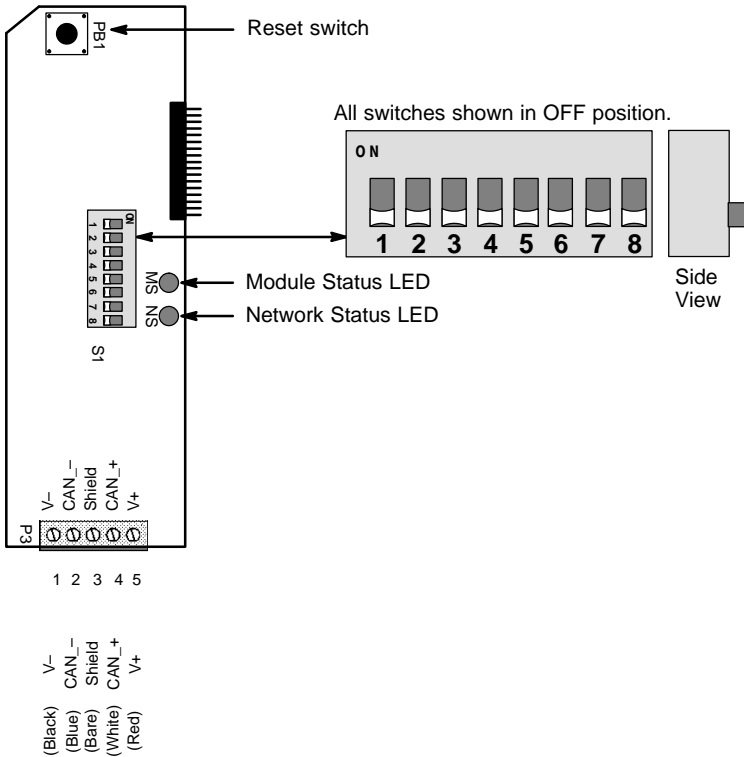 PB1
Reset switch
All switches shown in OFF position.
ON
1 2 3 4 5 6 7 8
Side
View
ON
1
2
3
4
5
6
7
8
S1
MS
Module Status LED
NS
Network Status LED
V–
CAN_–
Shield
CAN_+
V+
P3
1 2 3 4 5
V–
CAN_–
Shield
CAN_+
V+
(Black)
(Blue)
(Bare)
(White)
(Red)